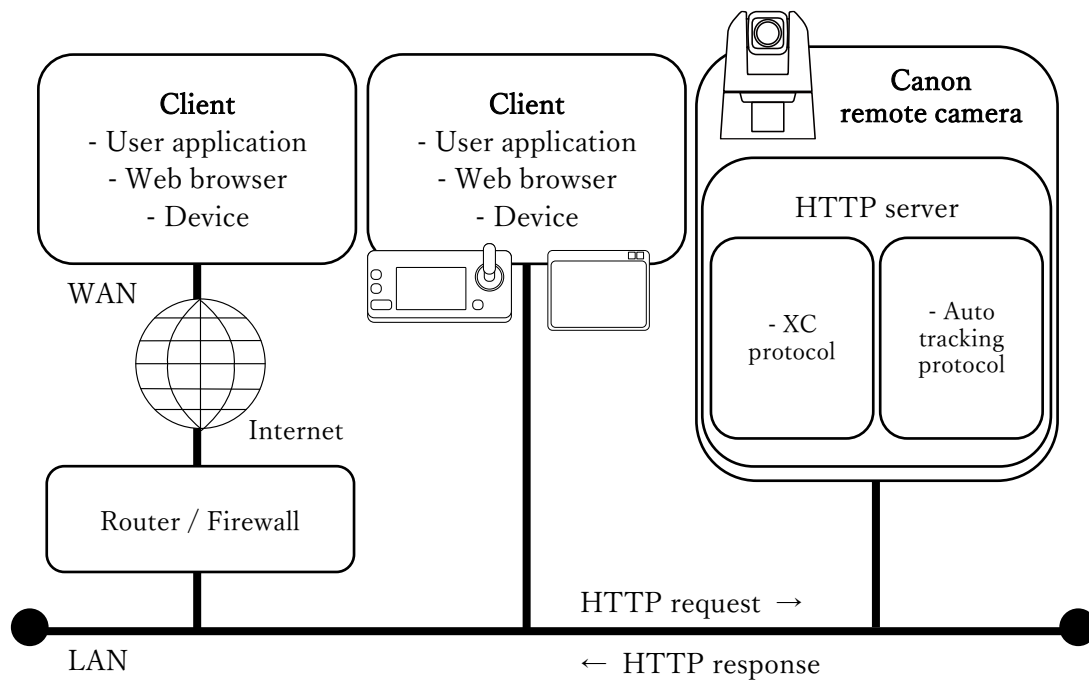 Client
- User application
- Web browser
- Device
Client
- User application
- Web browser
- Device
Canon
remote camera
HTTP server
- XC
protocol
- Auto
tracking
protocol
WAN
Internet
Router / Firewall
HTTP request →
LAN
← HTTP response